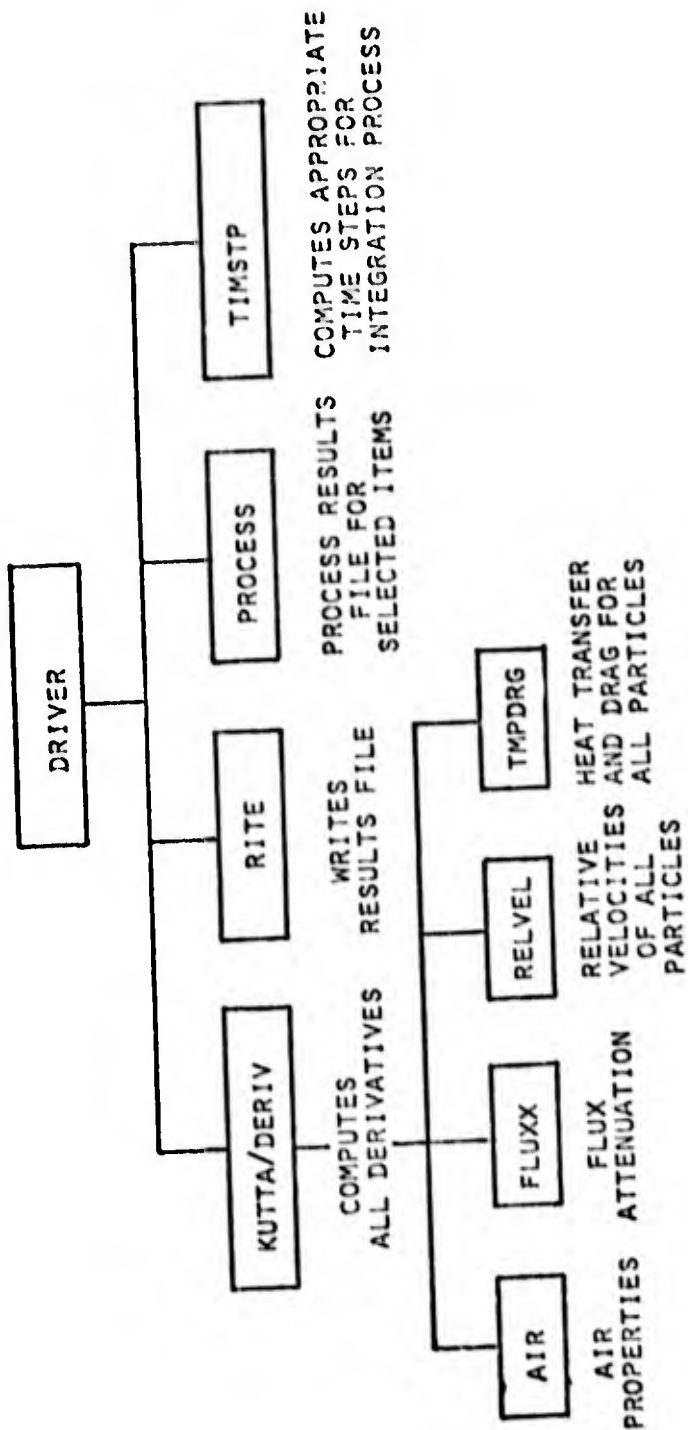 DRIVER
KUTTA/DERIV
RITE
PROCESS
TIMSTP
COMPUTES
ALL DERIVATIVES
WRITES
RESULTS FILE
PROCESS RESULTS
FILE FOR
SELECTED ITEMS
COMPUTES APPROPRIATE
TIME STEPS FOR
INTEGRATION PROCESS
AIR
FLUXX
RELVEL
TMPDRG
AIR
PROPERTIES
FLUX
ATTENUATION
RELATIVE
VELOCITIES
OF ALL
PARTICLES
HEAT TRANSFER
AND DRAG FOR
ALL PARTICLES